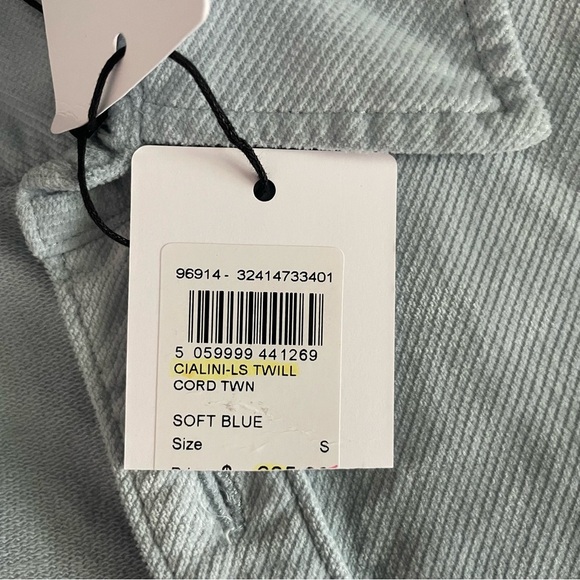 96914 - 32414733401
5 059999 441269
CIALINI-LS TWILL
CORD TWN
SOFT BLUE
Size S